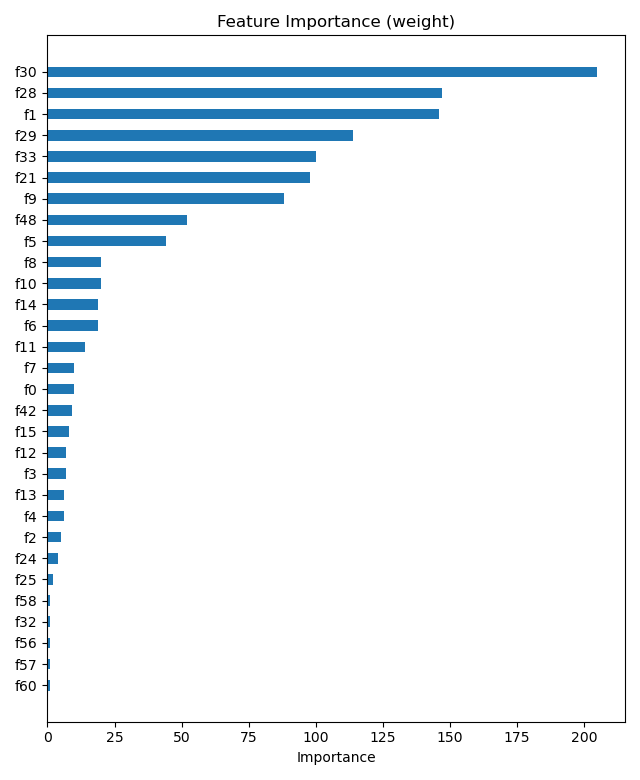 Feature Importance (weight)
f30
f28
f1
f29
f33
f21
f9
f48
f5
f8
f10
f14
f6
f11
f7
f0
f42
f15
f12
f3
f13
f4
f2
f24
f25
f58
f32
f56
f57
f60
0 25 50 75 100 125 150 175 200
Importance